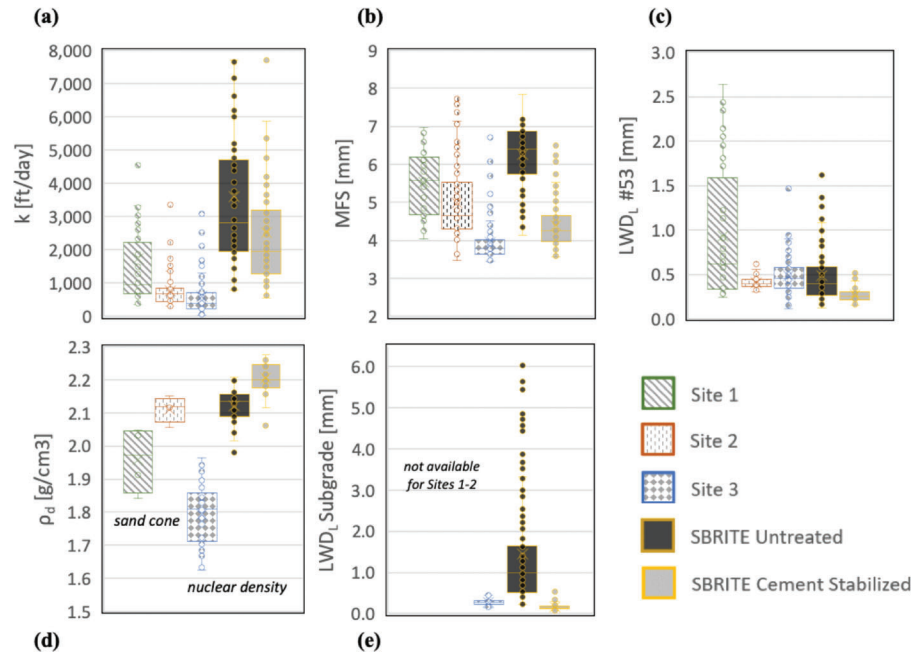 (a)
(b)
(c)
k [ft/day]
8,000
7,000
6,000
5,000
4,000
3,000
2,000
1,000
0
MFS [mm]
9
8
7
6
5
4
3
2
LWD_L #53 [mm]
3.0
2.5
2.0
1.5
1.0
0.5
0.0
ρ_d [g/cm3]
2.3
2.2
2.1
2.0
1.9
1.8
1.7
1.6
1.5
sand cone
nuclear density
LWD_L Subgrade [mm]
6.0
5.0
4.0
3.0
2.0
1.0
0.0
not available
for Sites 1-2
Site 1
Site 2
Site 3
SBRITE Untreated
SBRITE Cement Stabilized
(d)
(e)